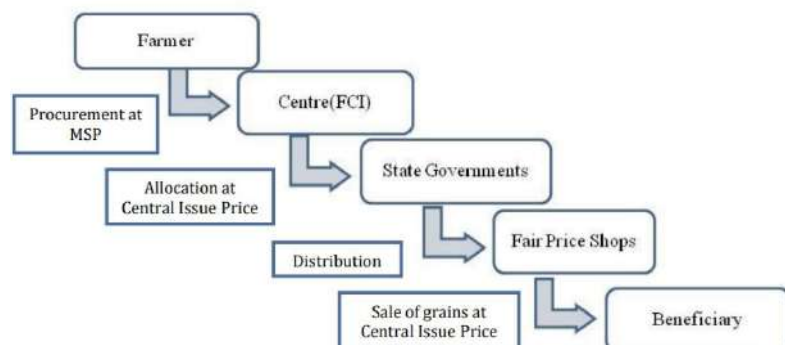 Farmer
Procurement at
MSP
Centre(FCI)
Allocation at
Central Issue Price
State Governments
Distribution
Fair Price Shops
Sale of grains at
Central Issue Price
Beneficiary